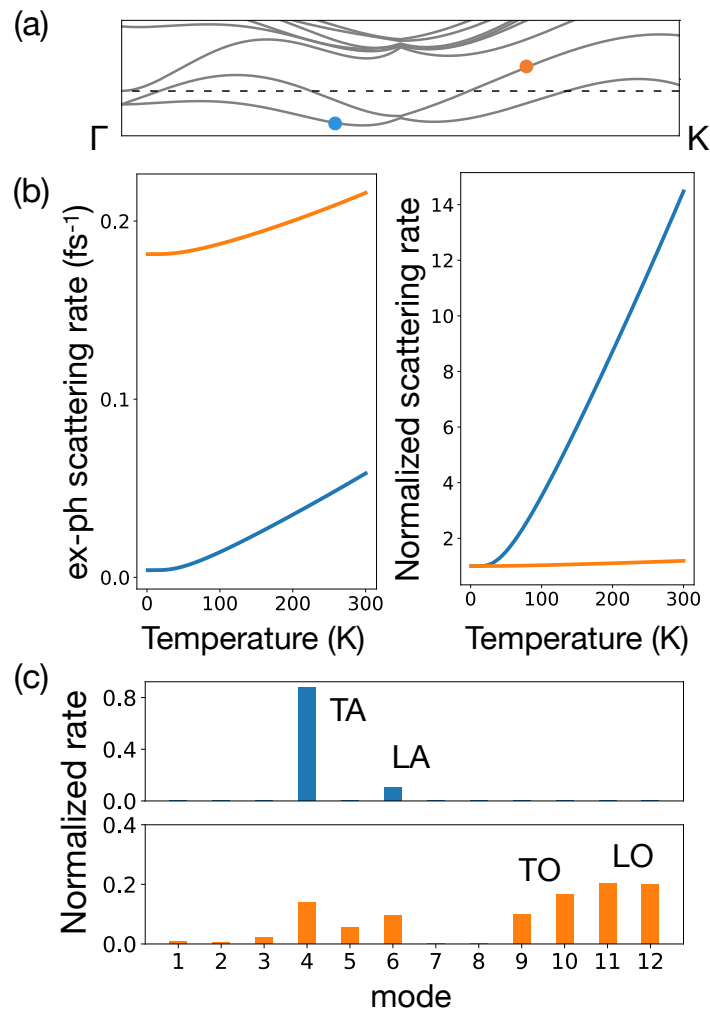 (a)
Γ K
(b)
ex-ph scattering rate (fs⁻¹)
0.2
0.1
0.0
0 100 200 300
Temperature (K)
Normalized scattering rate
14
12
10
8
6
4
2
0 100 200 300
Temperature (K)
(c)
Normalized rate
0.8
0.4
0.0
TA
LA
0.4
0.2
0.0
TO
LO
1 2 3 4 5 6 7 8 9 10 11 12
mode